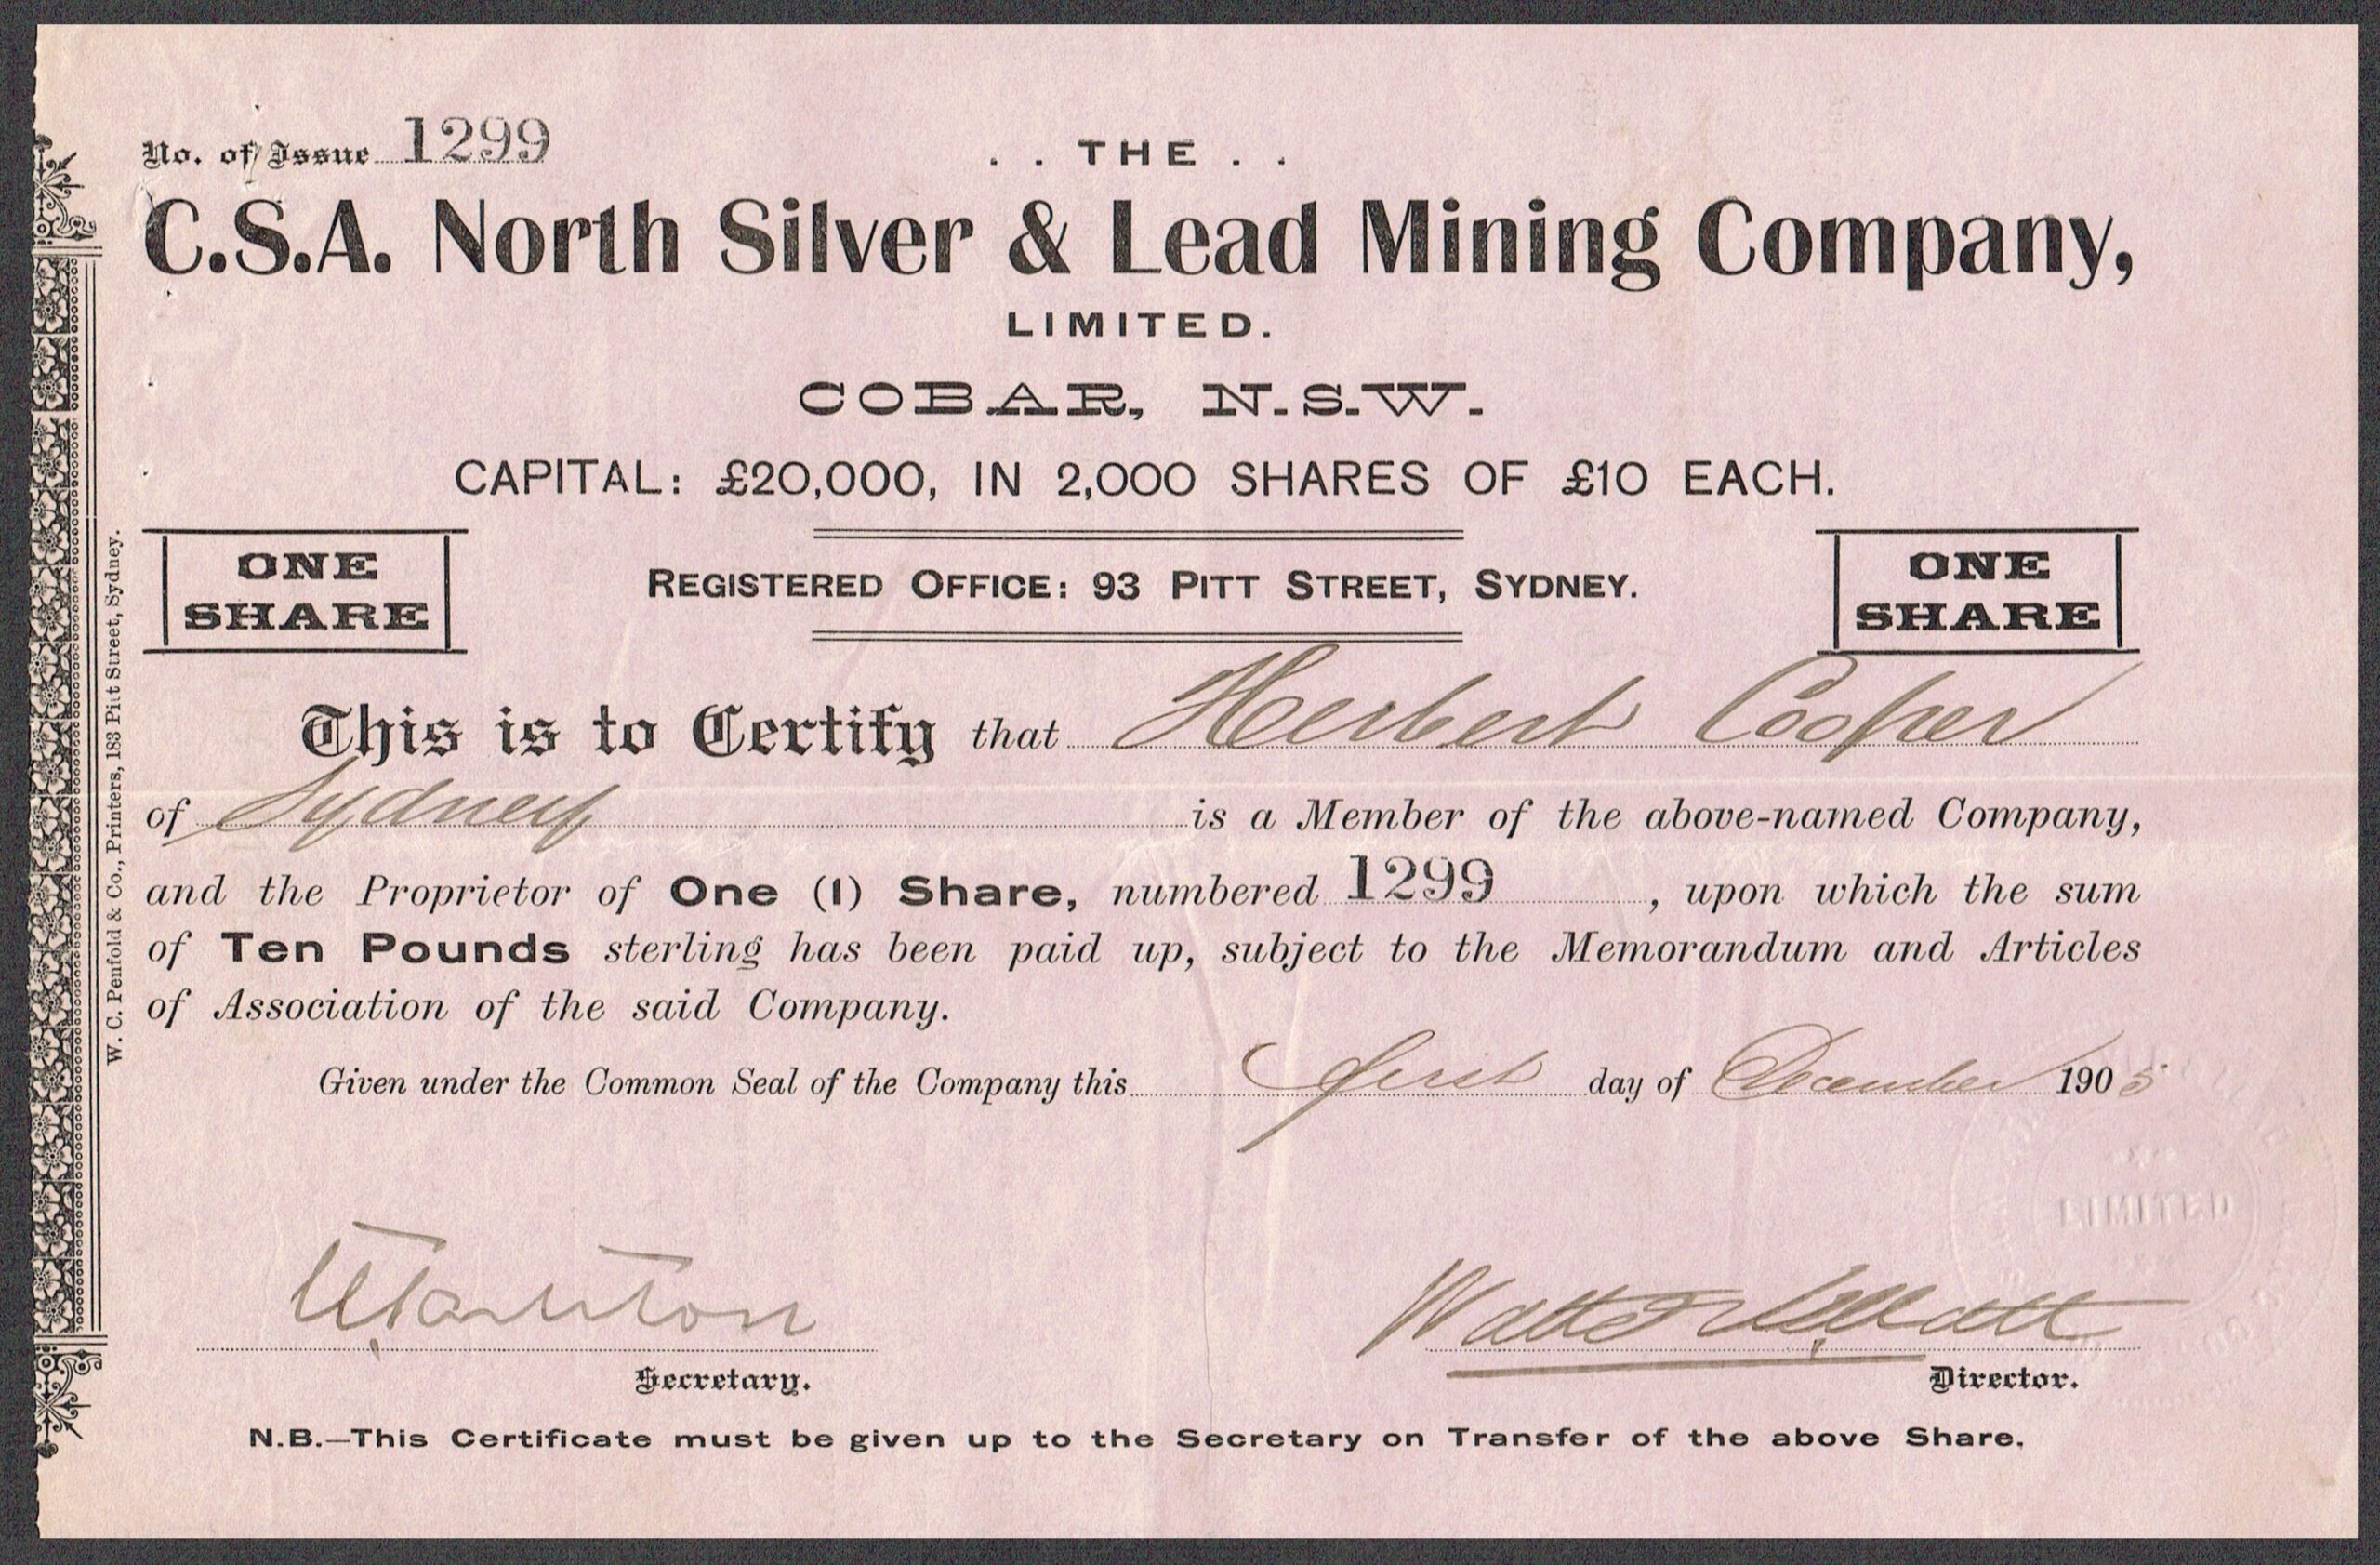 No. of Issue 1299
. . THE . .
C.S.A. North Silver & Lead Mining Company,
LIMITED.
COBAR, N.S.W.
CAPITAL: £20,000, IN 2,000 SHARES OF £10 EACH.
ONE SHARE
REGISTERED OFFICE: 93 PITT STREET, SYDNEY.
ONE SHARE
This is to Certify that Herbert Cooper
of Sydney is a Member of the above-named Company,
and the Proprietor of One (1) Share, numbered 1299, upon which the sum
of Ten Pounds sterling has been paid up, subject to the Memorandum and Articles
of Association of the said Company.
Given under the Common Seal of the Company this first day of December 1905
LIMITED
Walter
Secretary.
Director.
N.B.—This Certificate must be given up to the Secretary on Transfer of the above Share.
W. C. Penfold & Co., Printers, 183 Pitt Street, Sydney.